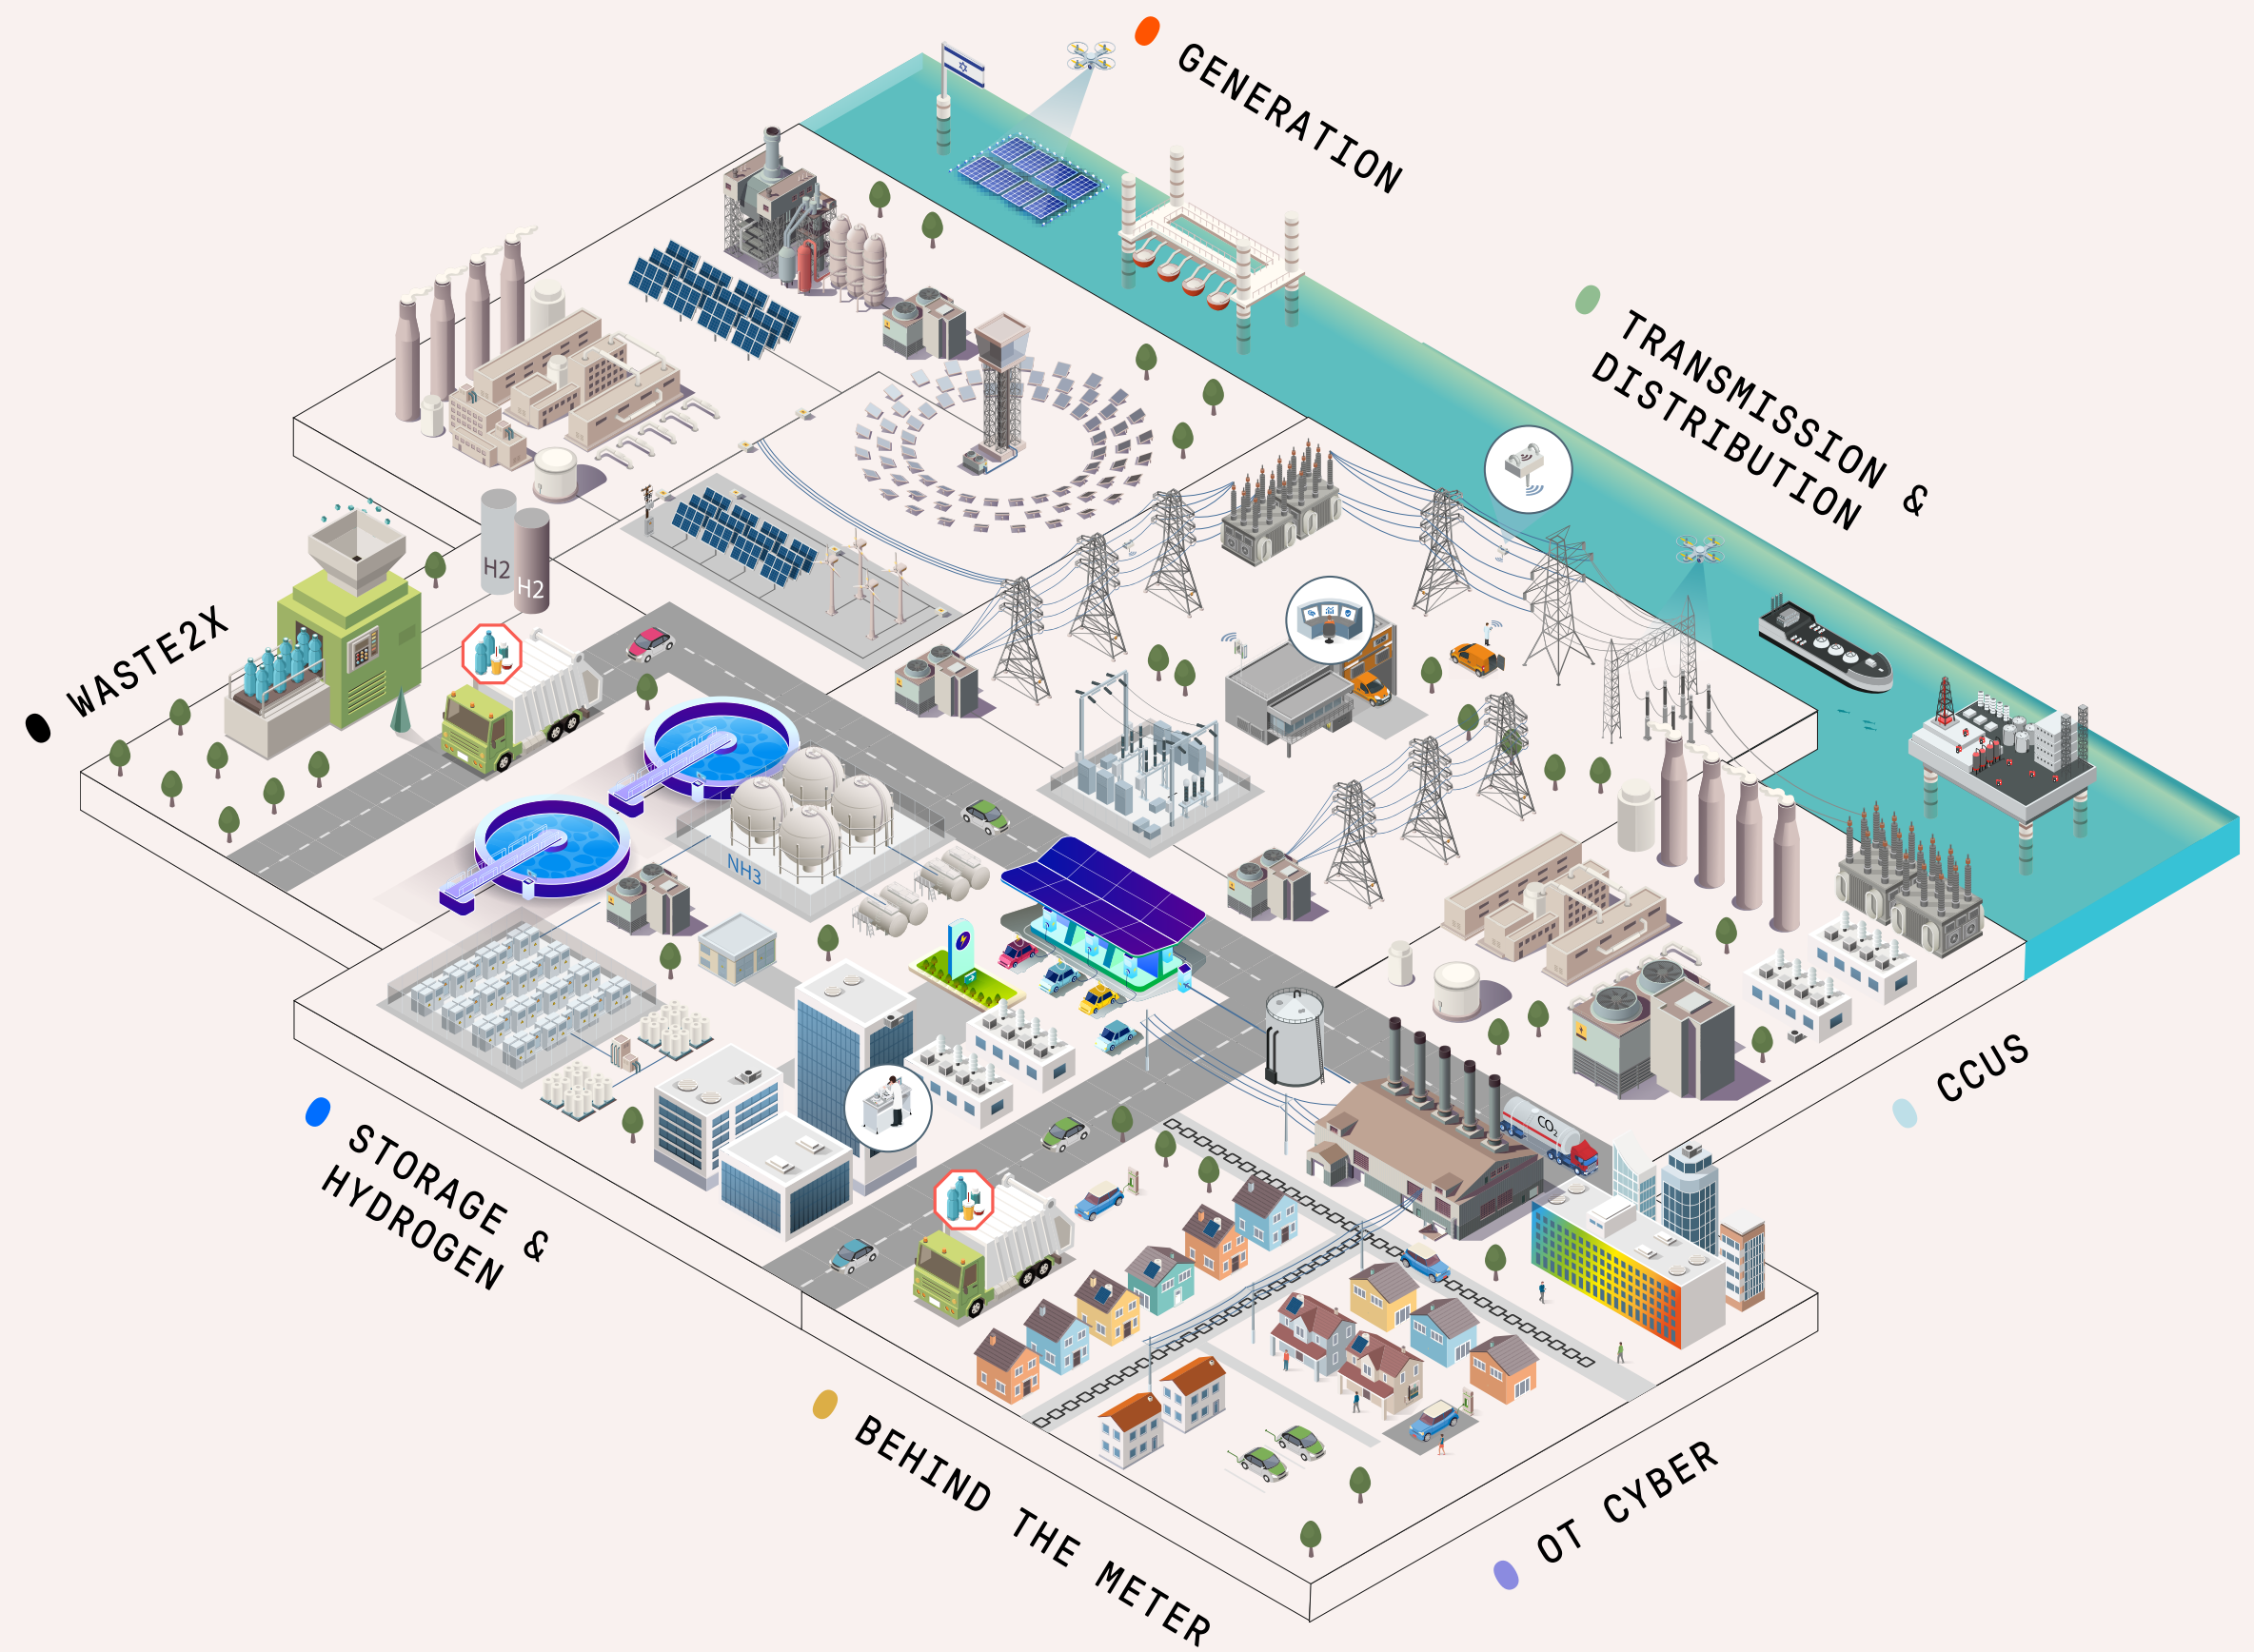 GENERATION
TRANSMISSION &
DISTRIBUTION
H2
H2
WASTE2X
NH3
CCUS
CO2
STORAGE &
HYDROGEN
BEHIND THE METER
OT CYBER